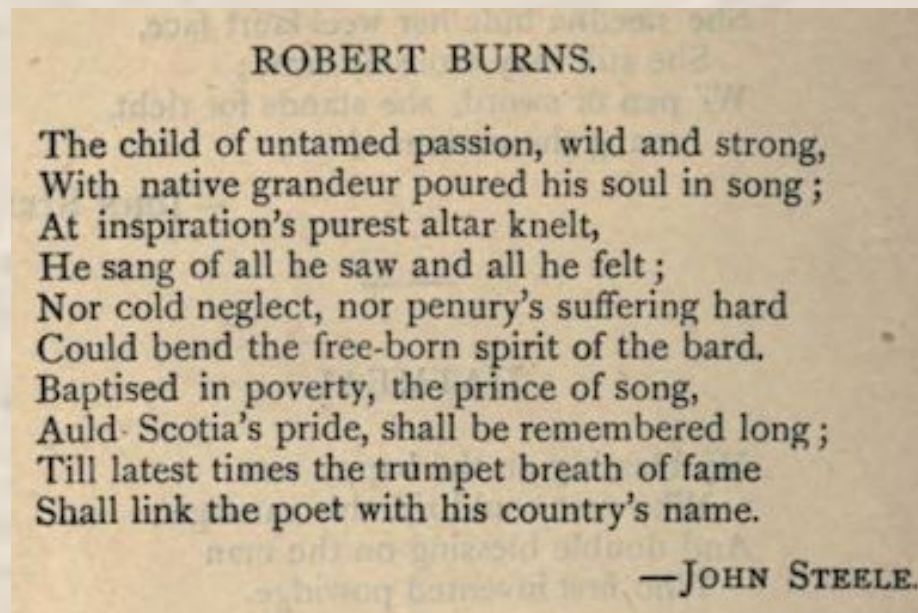 ROBERT BURNS.
The child of untamed passion, wild and strong,
With native grandeur poured his soul in song;
At inspiration's purest altar knelt,
He sang of all he saw and all he felt;
Nor cold neglect, nor penury's suffering hard
Could bend the free-born spirit of the bard.
Baptised in poverty, the prince of song,
Auld Scotia's pride, shall be remembered long;
Till latest times the trumpet breath of fame
Shall link the poet with his country's name.
—JOHN STEELE.